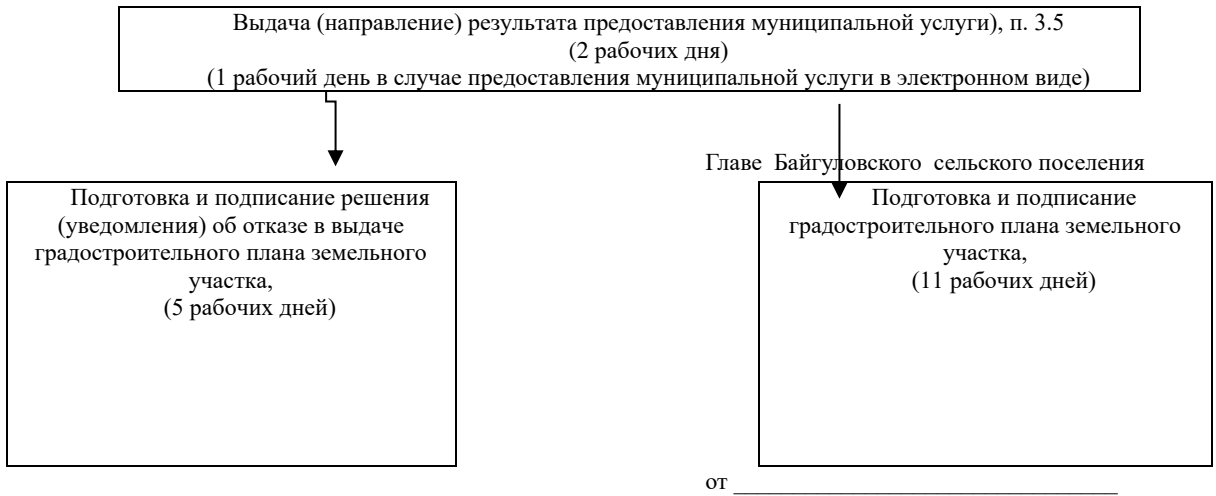 Выдача (направление) результата предоставления муниципальной услуги), п. 3.5
(2 рабочих дня)
(1 рабочий день в случае предоставления муниципальной услуги в электронном виде)
Главе Байгуловского сельского поселения
Подготовка и подписание решения
(уведомления) об отказе в выдаче
градостроительного плана земельного
участка,
(5 рабочих дней)
Подготовка и подписание
градостроительного плана земельного
участка,
(11 рабочих дней)
от ________________________________